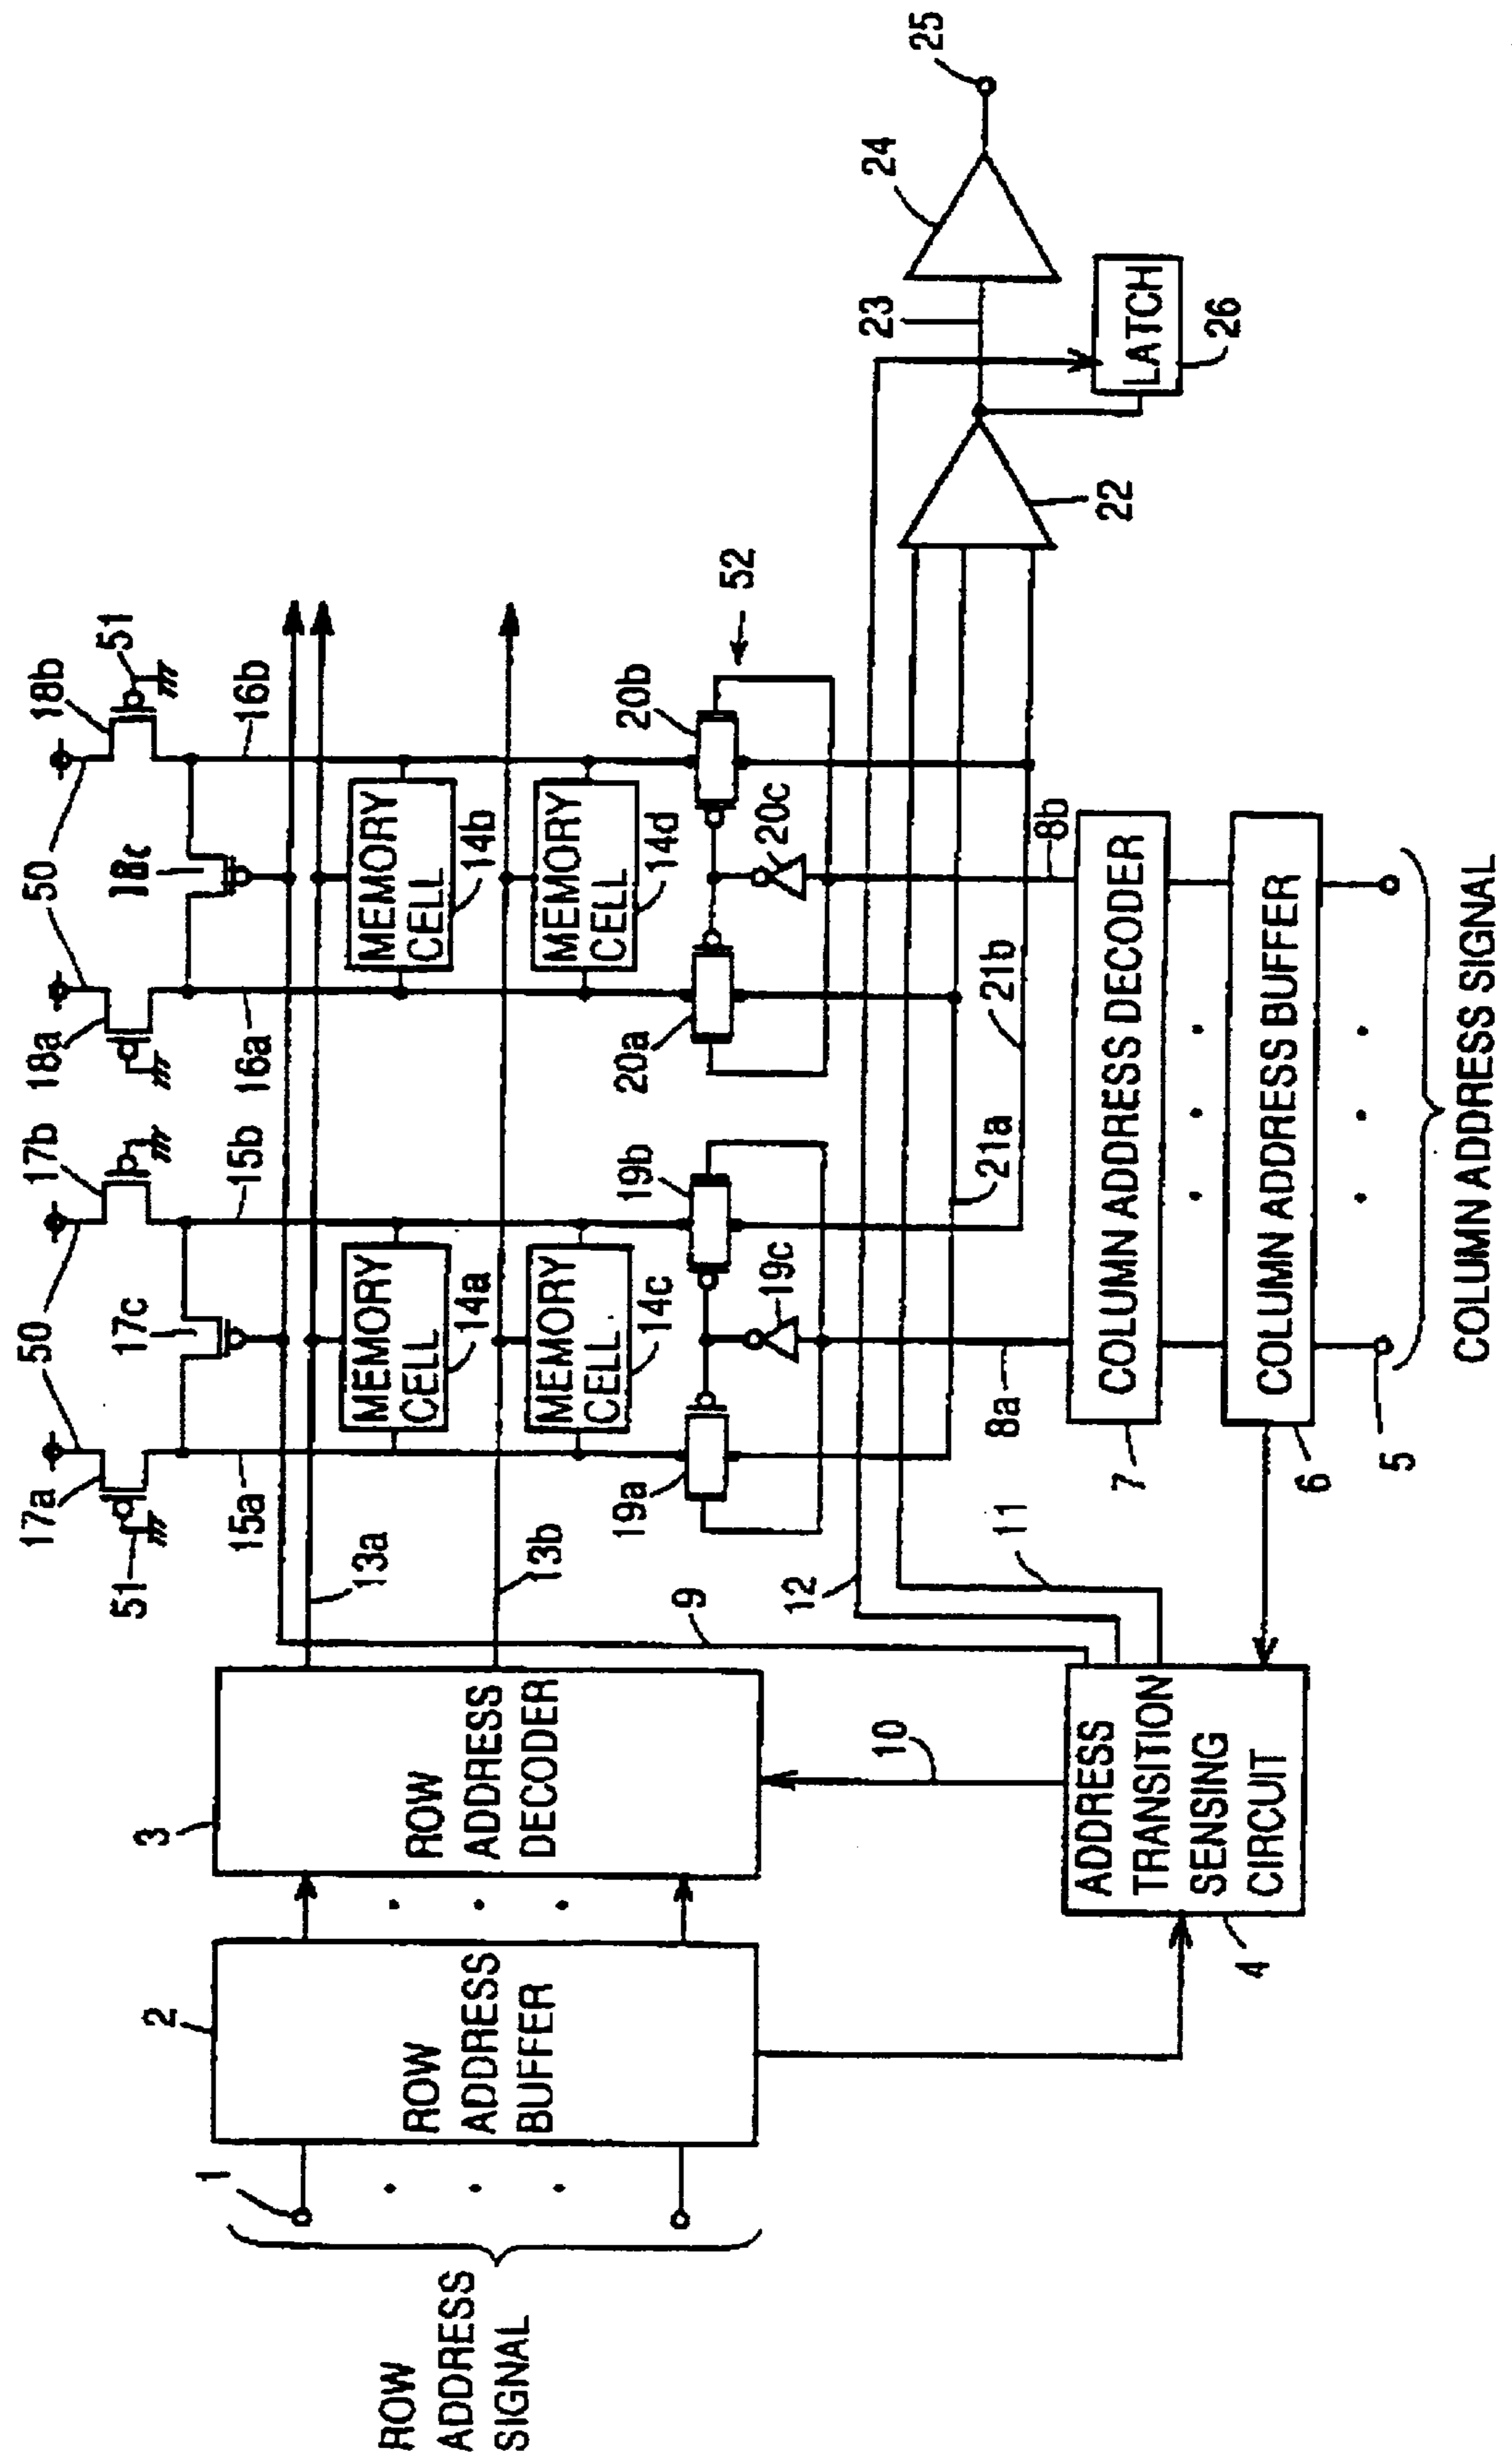 17a
50
17c
17b
18a
50
18c
18b
51
51
15a
15b
16a
16b
13a
13b
MEMORY
CELL
14a
MEMORY
CELL
14b
MEMORY
CELL
14c
MEMORY
CELL
14d
19a
19b
19c
20a
20b
20c
52
ROW
ADDRESS
SIGNAL
1
2
ROW
ADDRESS
BUFFER
3
ROW
ADDRESS
DECODER
9
10
12
11
ADDRESS
TRANSITION
SENSING
CIRCUIT
4
21a
21b
8a
8b
COLUMN ADDRESS DECODER
7
COLUMN ADDRESS BUFFER
6
5
COLUMN ADDRESS SIGNAL
22
23
24
25
LATCH
26